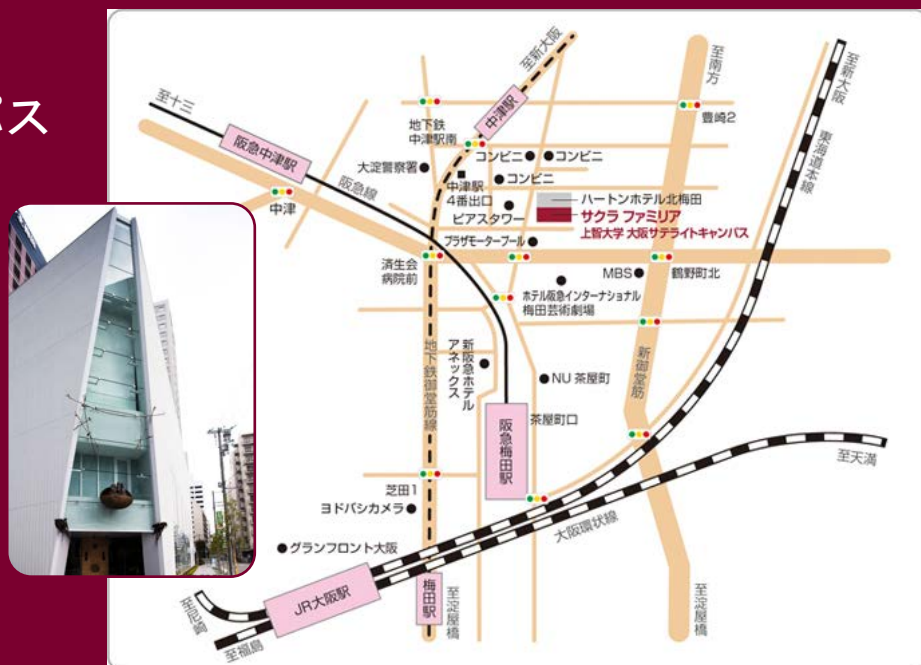 パス
至十三
阪急中津駅
中津
阪急線
地下鉄
中津駅南
大淀警察署
至新大阪
中津駅
コンビニ
コンビニ
コンビニ
中津駅
4番出口
ピアスタワー
プラザモータープール
至南方
豊崎2
至新大阪
東海道本線
ハートンホテル北梅田
サクラ ファミリア
上智大学 大阪サテライトキャンパス
済生会
病院前
MBS
鶴野町北
ホテル阪急インターナショナル
梅田芸術劇場
地下鉄御堂筋線
新阪急ホテル
アネックス
新御堂筋
NU 茶屋町
茶屋町口
阪急梅田駅
芝田1
ヨドバシカメラ
グランフロント大阪
大阪環状線
至天満
JR大阪駅
梅田駅
至尼崎
至福島
至淀屋橋
至淀屋橋